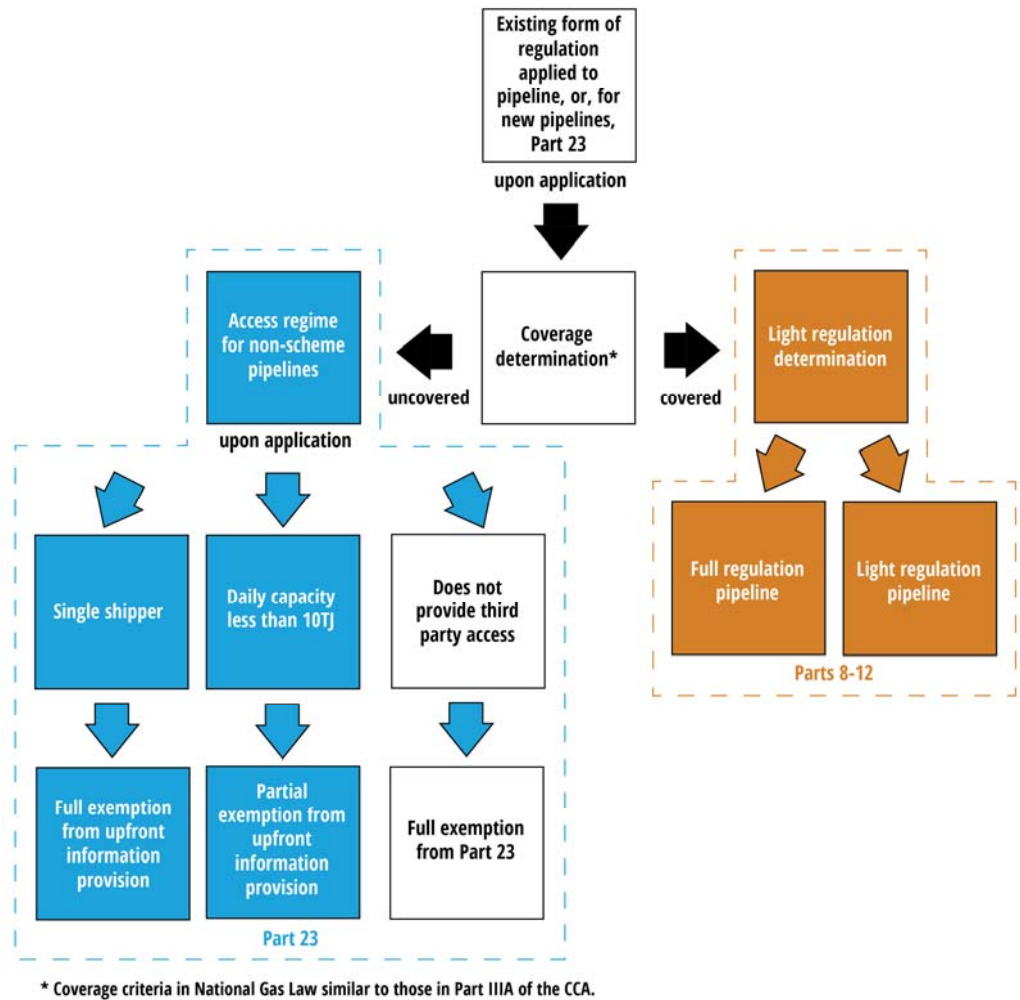 Existing form of
regulation
applied to
pipeline, or, for
new pipelines,
Part 23
upon application
Access regime
for non-scheme
pipelines
Coverage
determination*
Light regulation
determination
uncovered
covered
upon application
Single shipper
Daily capacity
less than 10TJ
Does not
provide third
party access
Full regulation
pipeline
Light regulation
pipeline
Parts 8-12
Full exemption
from upfront
information
provision
Partial
exemption from
upfront
information
provision
Full exemption
from Part 23
Part 23
* Coverage criteria in National Gas Law similar to those in Part IIIA of the CCA.